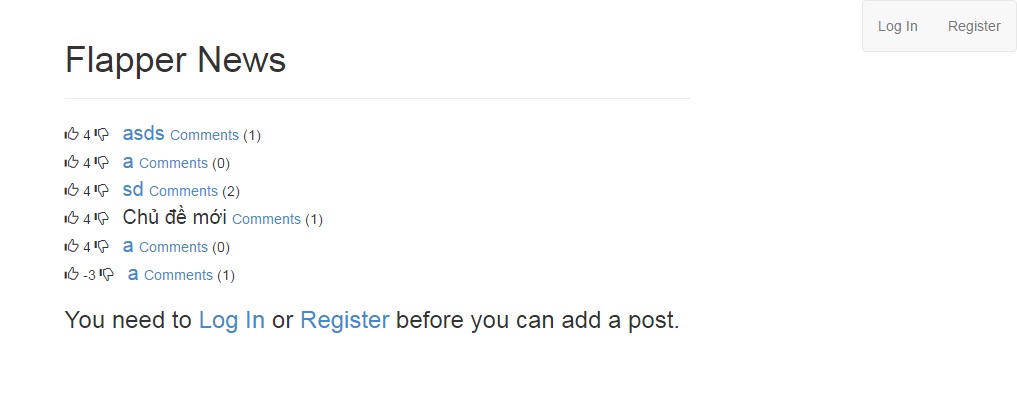 Log In Register
Flapper News
4 asds Comments (1)
4 a Comments (0)
4 sd Comments (2)
4 Chủ đề mới Comments (1)
4 a Comments (0)
-3 a Comments (1)
You need to Log In or Register before you can add a post.